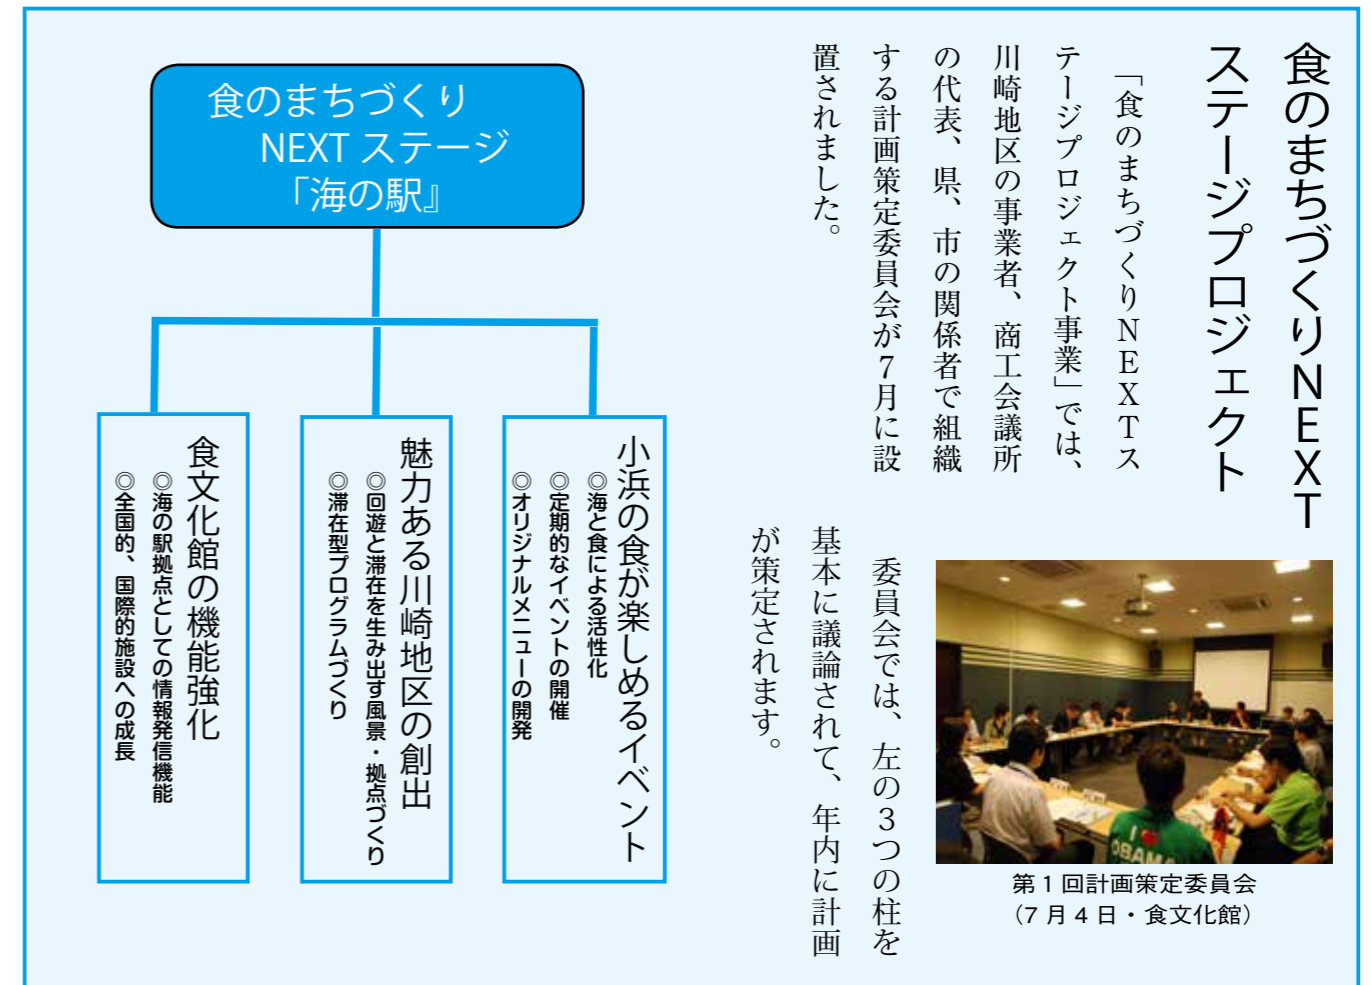 食のまちづくりNEXT
ステージプロジェクト
「食のまちづくりNEXTス
テージプロジェクト事業」では、
川崎地区の事業者、商工会議所
の代表、県、市の関係者で組織
する計画策定委員会が7月に設
置されました。
委員会では、左の3つの柱を
基本に議論されて、年内に計画
が策定されます。
I
OSAMA
第1回計画策定委員会
（7月4日・食文化館）
食のまちづくり
NEXT ステージ
「海の駅』
小浜の食が楽しめるイベント
◎海と食による活性化
◎定期的なイベントの開催
◎オリジナルメニューの開発
魅力ある川崎地区の創出
◎回遊と滞在を生み出す風景・拠点づくり
◎滞在型プログラムづくり
食文化館の機能強化
◎海の駅拠点としての情報発信機能
◎全国的、国際的施設への成長